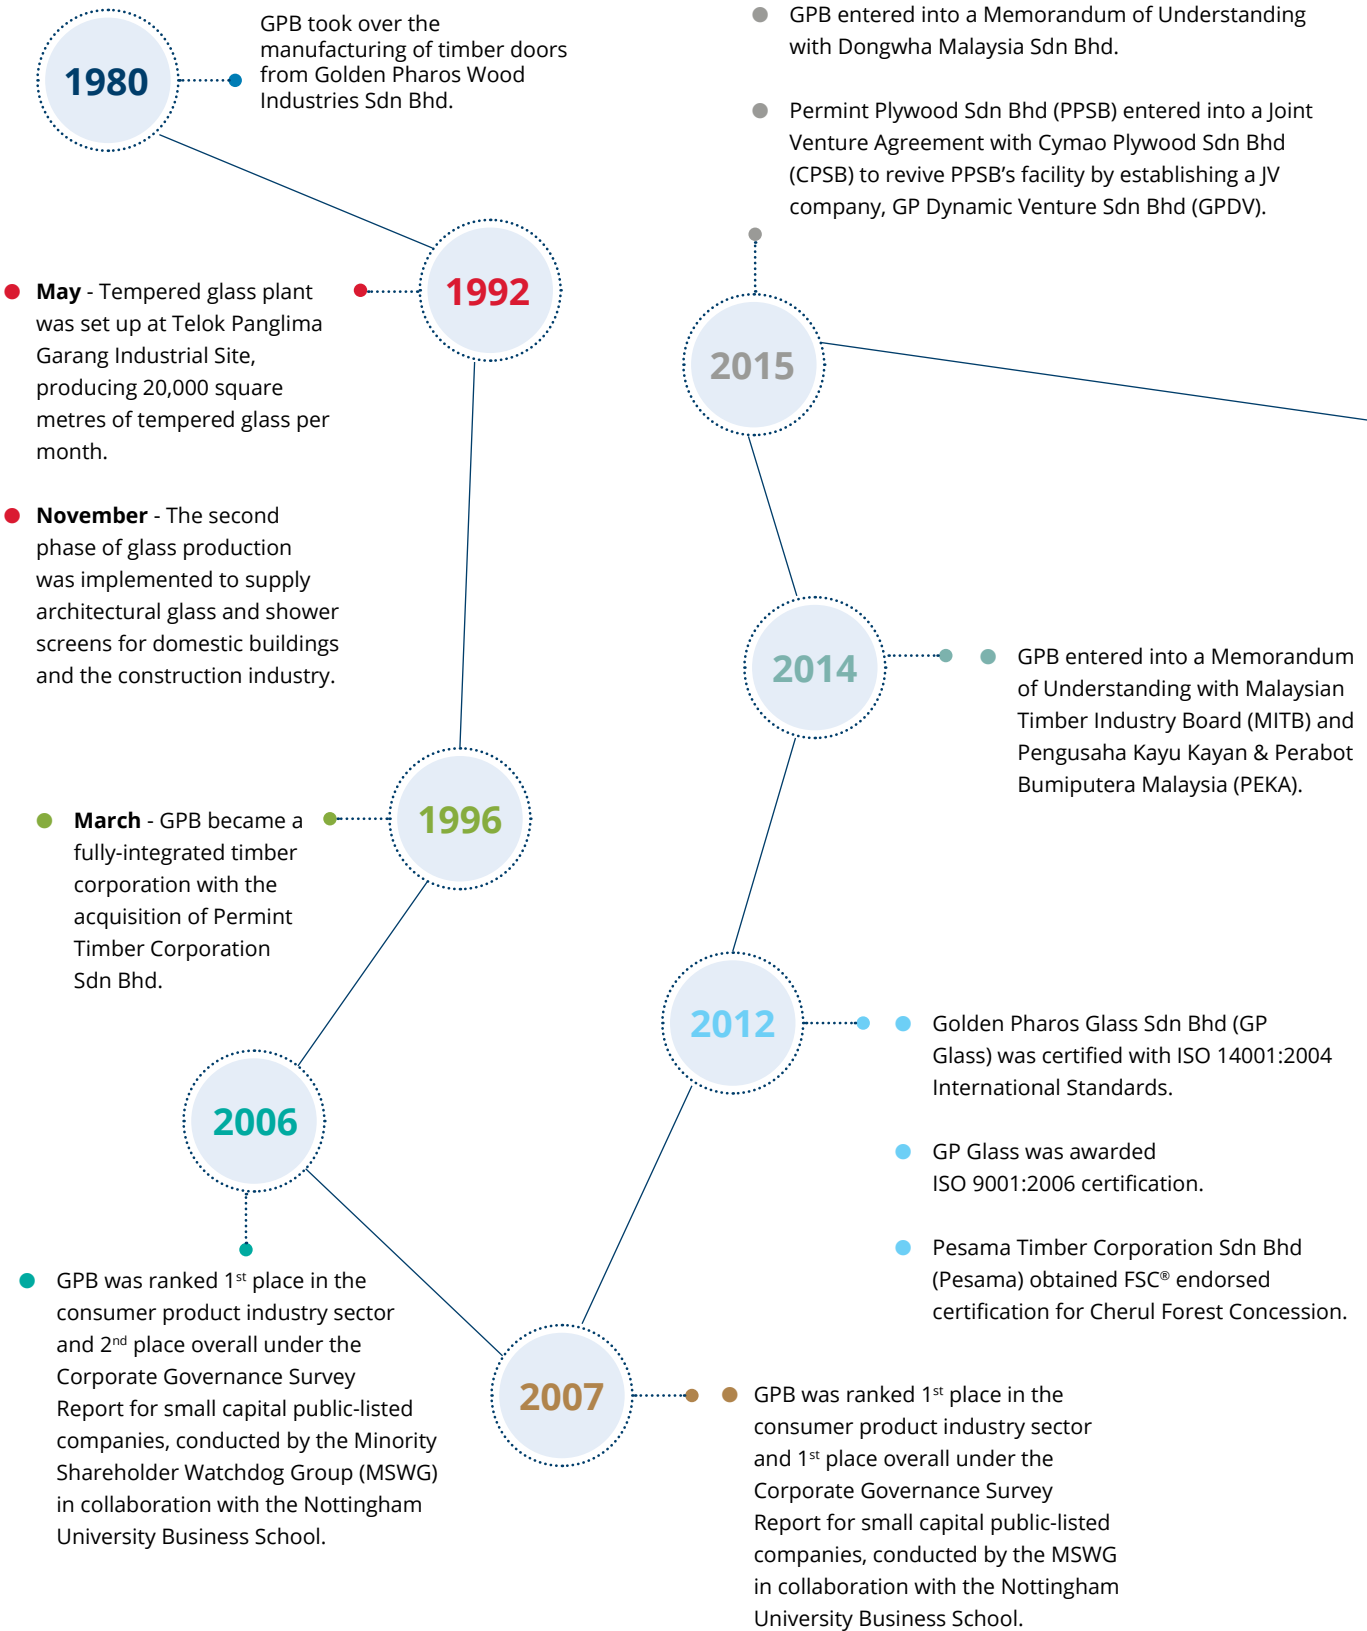 1980
GPB took over the
manufacturing of timber doors
from Golden Pharos Wood
Industries Sdn Bhd.
1992
● May - Tempered glass plant
was set up at Telok Panglima
Garang Industrial Site,
producing 20,000 square
metres of tempered glass per
month.
● November - The second
phase of glass production
was implemented to supply
architectural glass and shower
screens for domestic buildings
and the construction industry.
1996
● March - GPB became a
fully-integrated timber
corporation with the
acquisition of Permint
Timber Corporation
Sdn Bhd.
2006
● GPB was ranked 1st place in the
consumer product industry sector
and 2nd place overall under the
Corporate Governance Survey
Report for small capital public-listed
companies, conducted by the Minority
Shareholder Watchdog Group (MSWG)
in collaboration with the Nottingham
University Business School.
2007
● GPB was ranked 1st place in the
consumer product industry sector
and 1st place overall under the
Corporate Governance Survey
Report for small capital public-listed
companies, conducted by the MSWG
in collaboration with the Nottingham
University Business School.
2012
● Golden Pharos Glass Sdn Bhd (GP
Glass) was certified with ISO 14001:2004
International Standards.
● GP Glass was awarded
ISO 9001:2006 certification.
● Pesama Timber Corporation Sdn Bhd
(Pesama) obtained FSC® endorsed
certification for Cherul Forest Concession.
2014
● GPB entered into a Memorandum
of Understanding with Malaysian
Timber Industry Board (MITB) and
Pengusaha Kayu Kayan & Perabot
Bumiputera Malaysia (PEKA).
2015
● GPB entered into a Memorandum of Understanding
with Dongwha Malaysia Sdn Bhd.
● Permint Plywood Sdn Bhd (PPSB) entered into a Joint
Venture Agreement with Cymao Plywood Sdn Bhd
(CPSB) to revive PPSB's facility by establishing a JV
company, GP Dynamic Venture Sdn Bhd (GPDV).